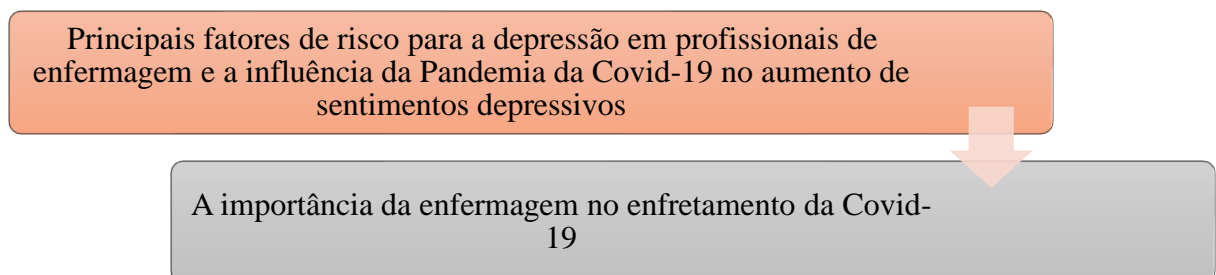 Principais fatores de risco para a depressão em profissionais de
enfermagem e a influência da Pandemia da Covid-19 no aumento de
sentimentos depressivos
A importância da enfermagem no enfretamento da Covid-
19